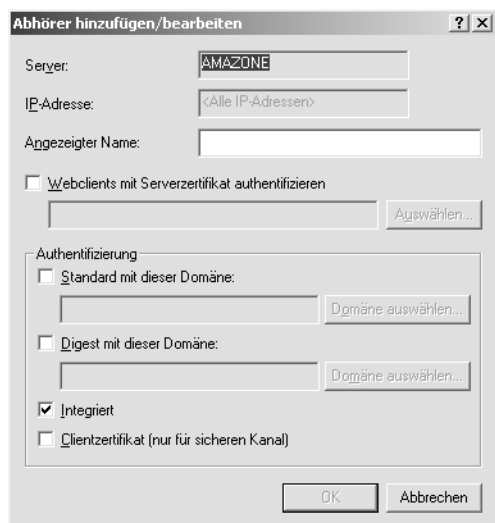 Abhörer hinzufügen/bearbeiten
Server: AMAZONE
IP-Adresse: <Alle IP-Adressen>
Angezeigter Name:
Webclients mit Serverzertifikat authentifizieren
Auswählen...
Authentifizierung
Standard mit dieser Domäne:
Domäne auswählen...
Digest mit dieser Domäne:
Domäne auswählen...
Integriert
Clientzertifikat (nur für sicheren Kanal)
OK Abbrechen